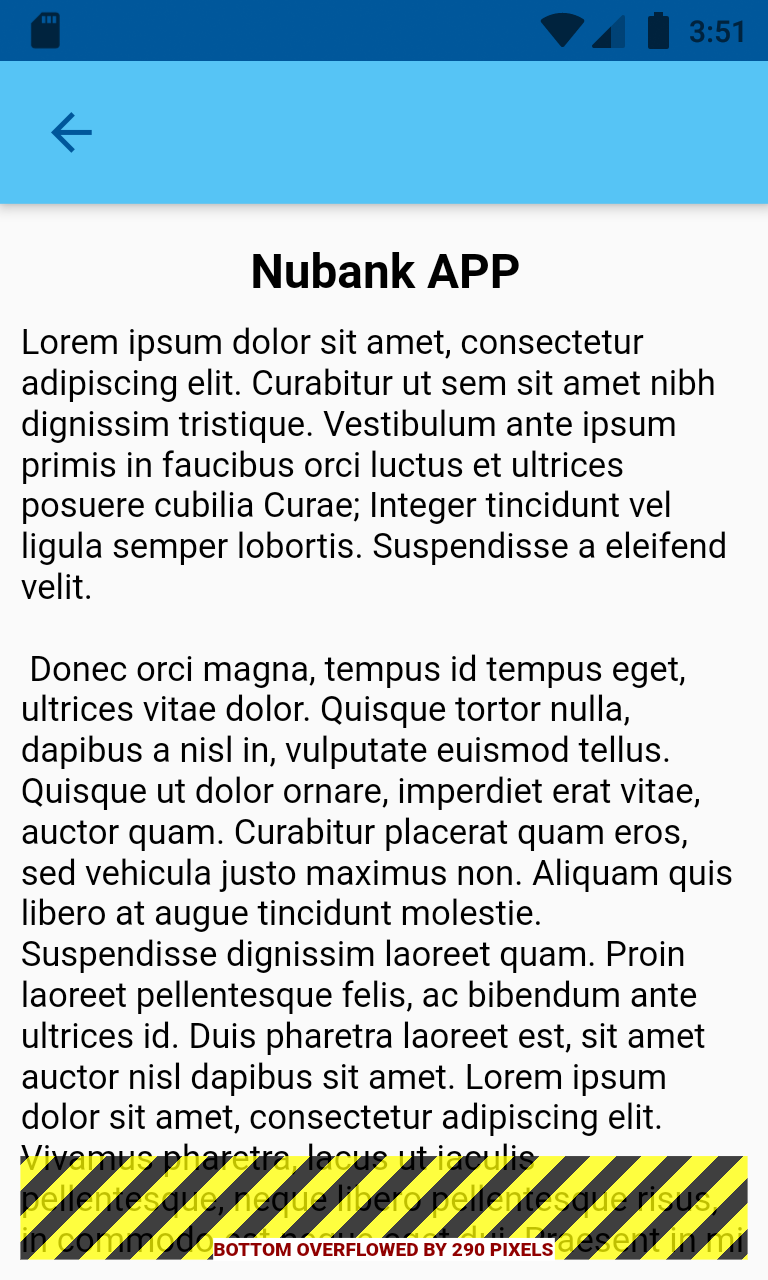 3:51
Nubank APP
Lorem ipsum dolor sit amet, consectetur
adipiscing elit. Curabitur ut sem sit amet nibh
dignissim tristique. Vestibulum ante ipsum
primis in faucibus orci luctus et ultrices
posuere cubilia Curae; Integer tincidunt vel
ligula semper lobortis. Suspendisse a eleifend
velit.
Donec orci magna, tempus id tempus eget,
ultrices vitae dolor. Quisque tortor nulla,
dapibus a nisl in, vulputate euismod tellus.
Quisque ut dolor ornare, imperdiet erat vitae,
auctor quam. Curabitur placerat quam eros,
sed vehicula justo maximus non. Aliquam quis
libero at augue tincidunt molestie.
Suspendisse dignissim laoreet quam. Proin
laoreet pellentesque felis, ac bibendum ante
ultrices id. Duis pharetra laoreet est, sit amet
auctor nisl dapibus sit amet. Lorem ipsum
dolor sit amet, consectetur adipiscing elit.
Vivamus pharetra, lacus ut iaculis
pellentesque, neque libero pellentesque risus,
in commodo est augue eget dui. Praesent in mi
BOTTOM OVERFLOWED BY 290 PIXELS